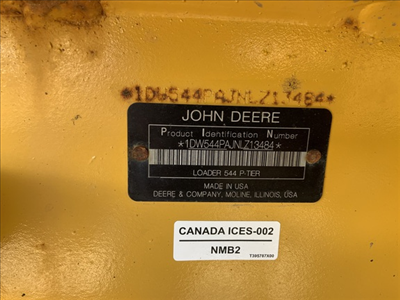 *1DW544PAJNLZ13484*
JOHN DEERE
Product Identification Number
*1DW544PAJNLZ13484*
LOADER 544 P-TIER
MADE IN USA
DEERE & COMPANY, MOLINE, ILLINOIS, USA
CANADA ICES-002
NMB2